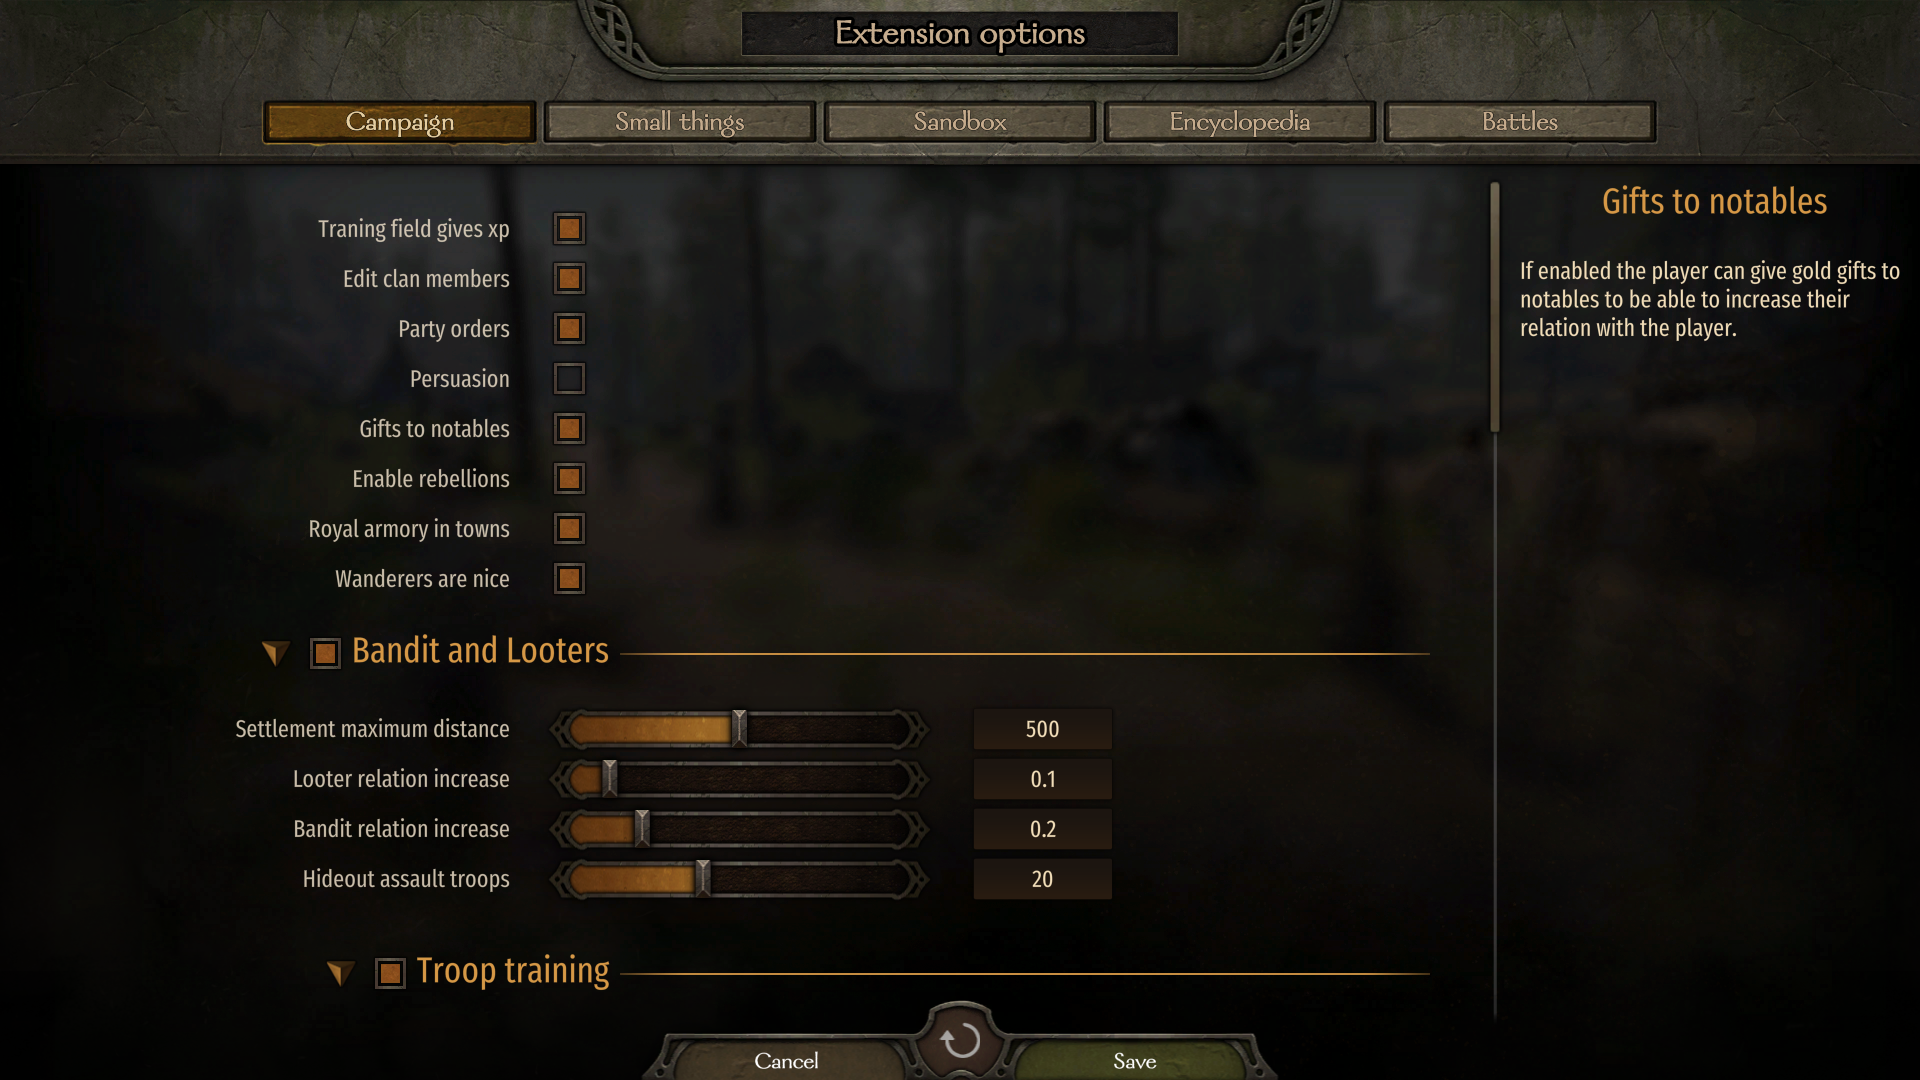 Extension options
Campaign
Small things
Sandbox
Encyclopedia
Battles
Traning field gives xp
Edit clan members
Party orders
Persuasion
Gifts to notables
Enable rebellions
Royal armory in towns
Wanderers are nice
Bandit and Looters
Settlement maximum distance
500
Looter relation increase
0.1
Bandit relation increase
0.2
Hideout assault troops
20
Troop training
Gifts to notables
If enabled the player can give gold gifts to
notables to be able to increase their
relation with the player.
Cancel
Save